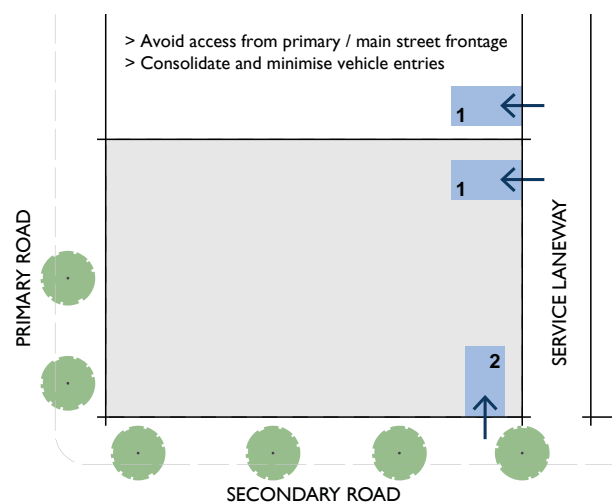 > Avoid access from primary / main street frontage
> Consolidate and minimise vehicle entries
1
1
PRIMARY ROAD
SERVICE LANEWAY
2
SECONDARY ROAD